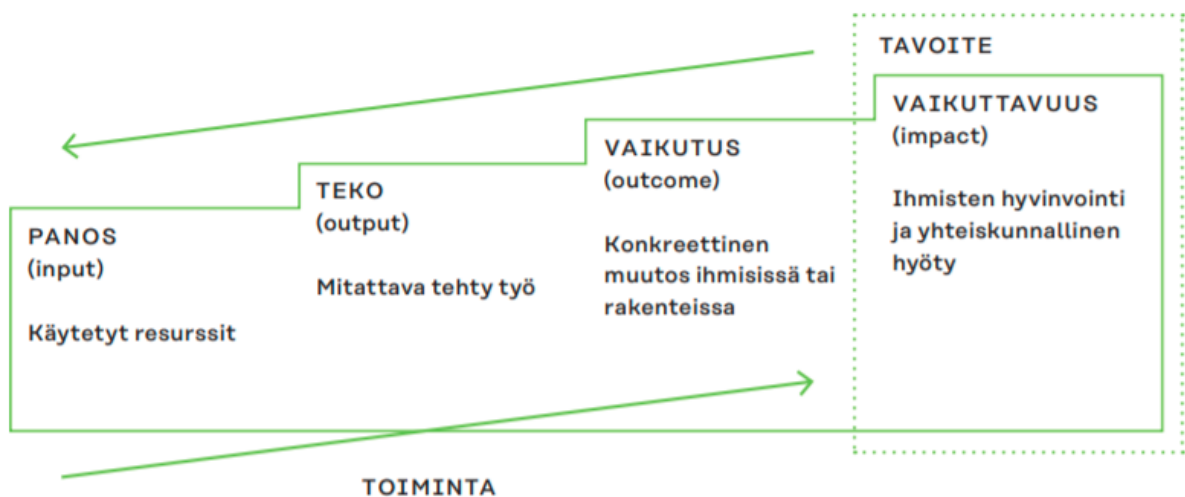 TAVOITE
VAIKUTTAVUUS
(impact)
Ihmisten hyvinvointi
ja yhteiskunnallinen
hyöty
VAIKUTUS
(outcome)
Konkreettinen
muutos ihmisissä tai
rakenteissa
TEKO
(output)
Mitattava tehty työ
PANOS
(input)
Käytetyt resurssit
TOIMINTA